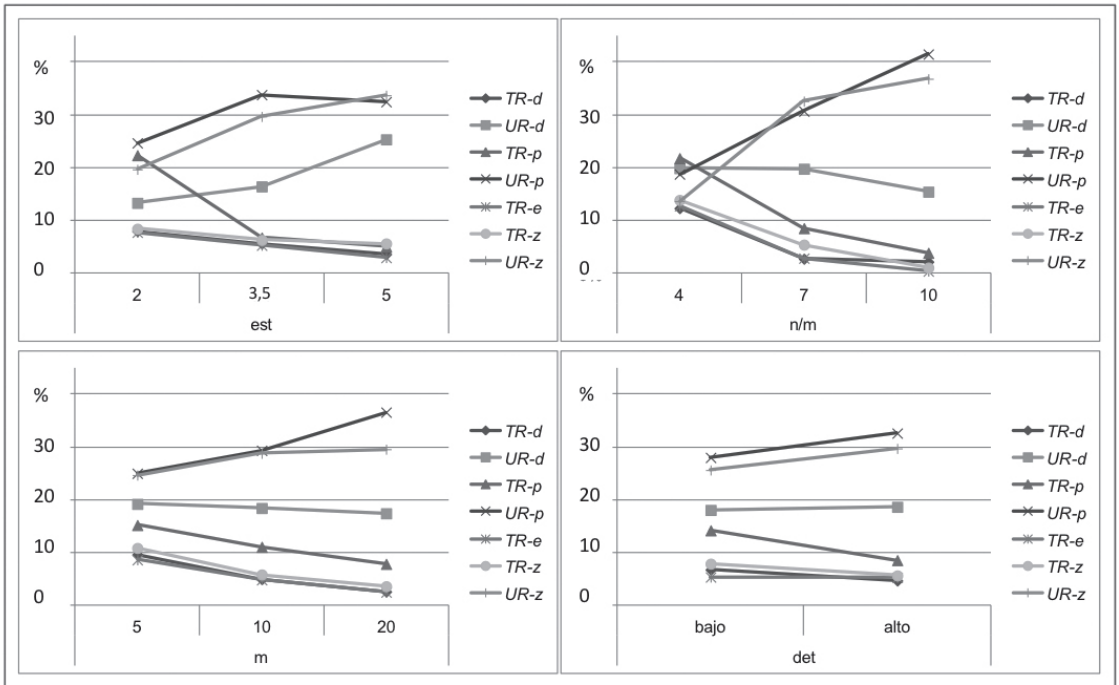 %
30
20
10
0
2 3,5 5
est
TR-d
UR-d
TR-p
UR-p
TR-e
TR-z
UR-z
%
30
20
10
0
4 7 10
n/m
TR-d
UR-d
TR-p
UR-p
TR-e
TR-z
UR-z
%
30
20
10
0
5 10 20
m
TR-d
UR-d
TR-p
UR-p
TR-e
TR-z
UR-z
%
30
20
10
0
bajo alto
det
TR-d
UR-d
TR-p
UR-p
TR-e
TR-z
UR-z